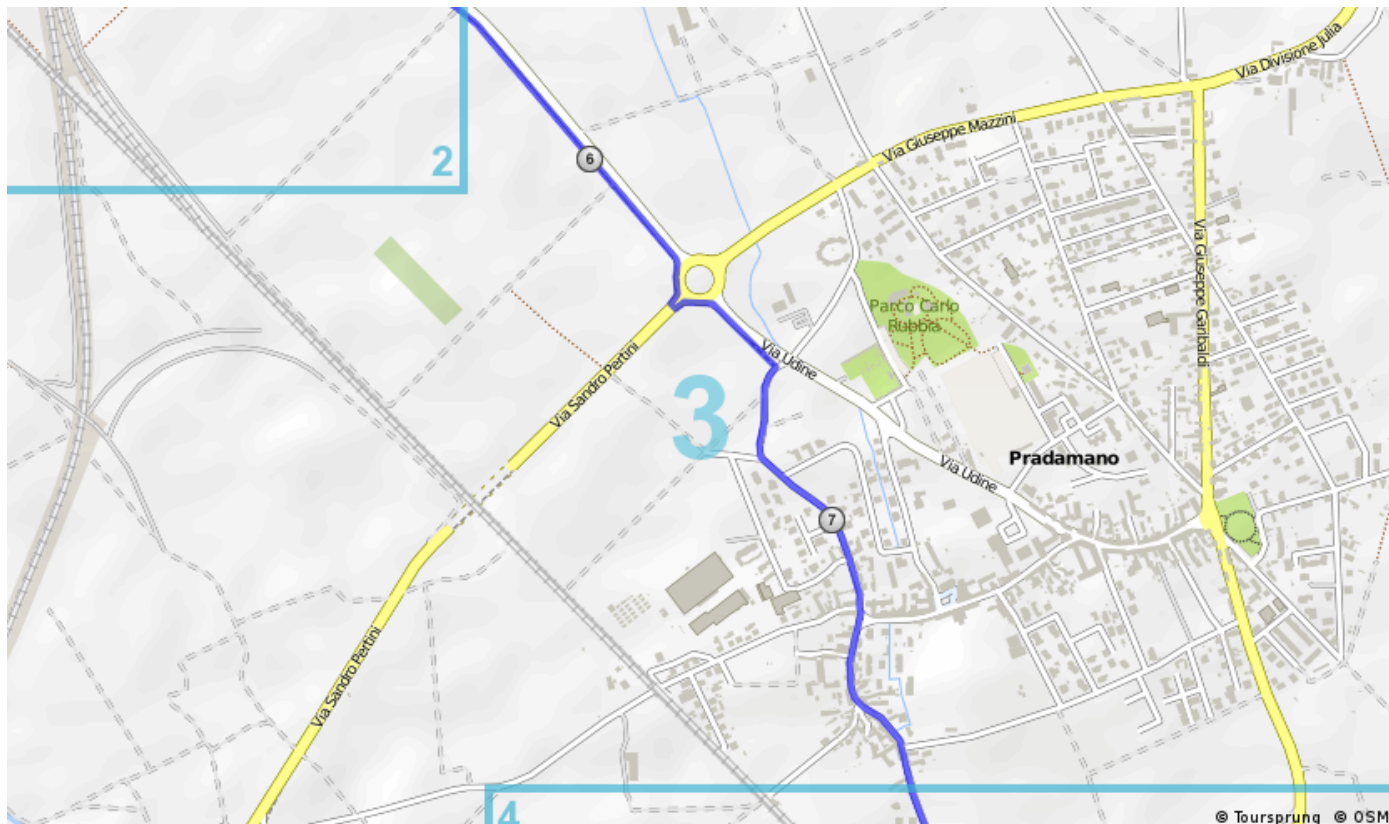 Via Divisione Julia
Via Giuseppe Mazzini
2
6
Via Giuseppe Garibaldi
Parco Carlo
Rubbia
Via Udine
Via Sandro Pertini
3
Pradamano
Via Udine
7
Via Sandro Pertini
4
© Toursprung © OSM